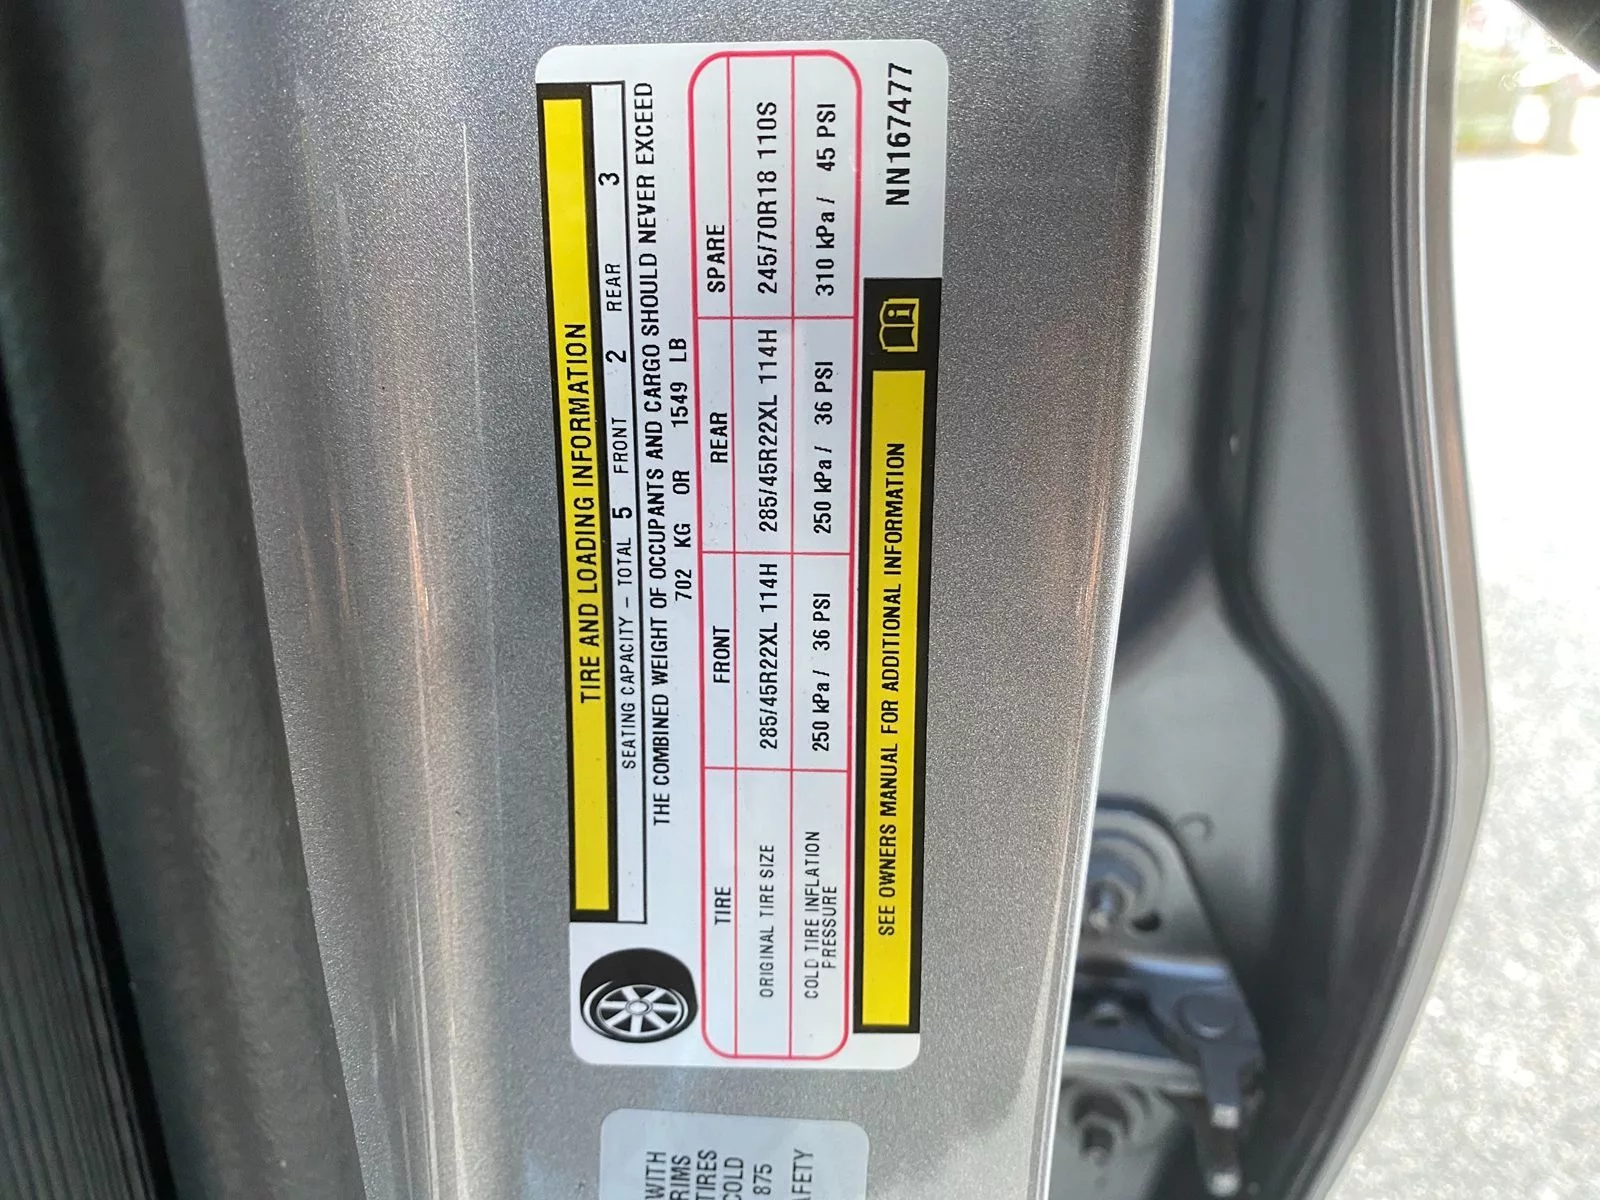 TIRE AND LOADING INFORMATION
SEATING CAPACITY – TOTAL 5 FRONT 2 REAR 3
THE COMBINED WEIGHT OF OCCUPANTS AND CARGO SHOULD NEVER EXCEED
702 KG OR 1549 LB
TIRE FRONT REAR SPARE
ORIGINAL TIRE SIZE 285/45R22XL 114H 285/45R22XL 114H 245/70R18 110S
COLD TIRE INFLATION PRESSURE 250 kPa / 36 PSI 250 kPa / 36 PSI 310 kPa / 45 PSI
SEE OWNERS MANUAL FOR ADDITIONAL INFORMATION
NN167477
WITH
RIMS
TIRES
COLD
875
AFETY